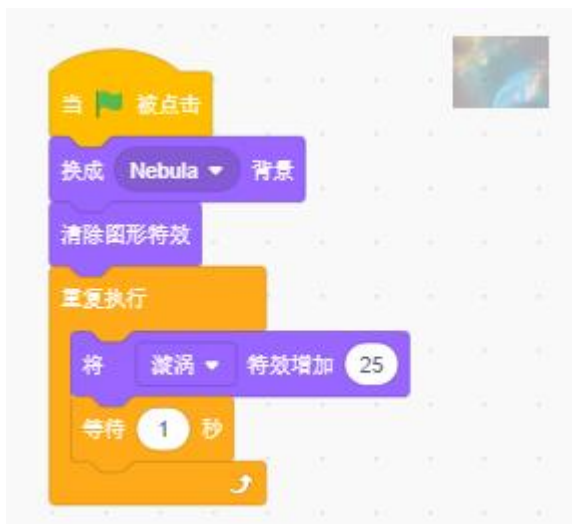 当 被点击
换成 Nebula 背景
清除图形特效
重复执行
将 漩涡 特效增加 25
等待 1 秒